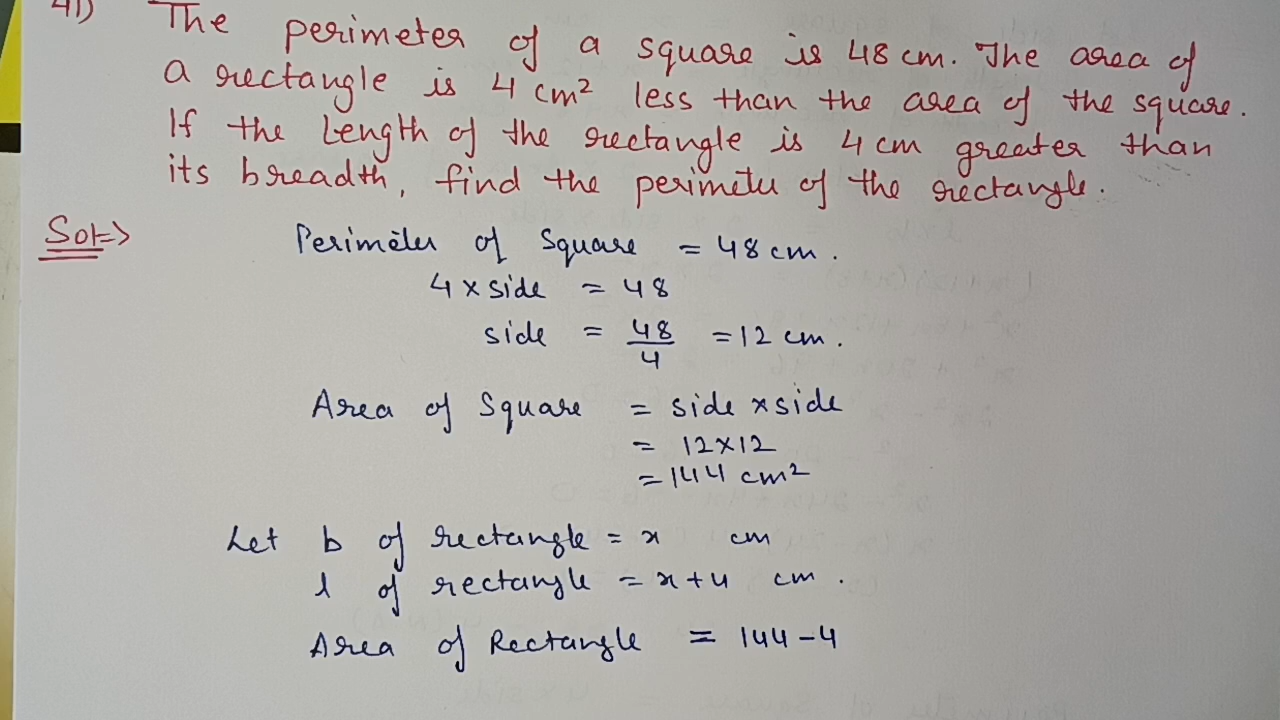 41) The perimeter of a square is 48 cm. The area of
a rectangle is 4 cm² less than the area of the square.
If the length of the rectangle is 4 cm greater than
its breadth, find the perimeter of the rectangle.
Sol=> Perimeter of square = 48 cm.
4 x side = 48
side = 48/4 = 12 cm.
Area of square = side x side
= 12x12
= 144 cm²
Let b of rectangle = x cm
l of rectangle = x+4 cm.
Area of Rectangle = 144-4